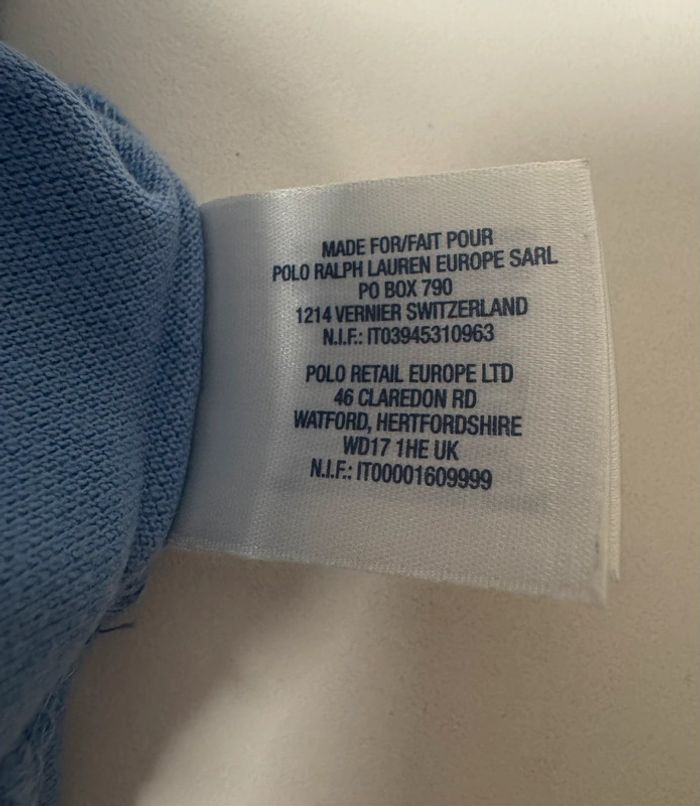 MADE FOR/FAIT POUR
POLO RALPH LAUREN EUROPE SARL
PO BOX 790
1214 VERNIER SWITZERLAND
N.I.F.: IT03945310963
POLO RETAIL EUROPE LTD
46 CLAREDON RD
WATFORD, HERTFORDSHIRE
WD17 1HE UK
N.I.F.: IT00001609999